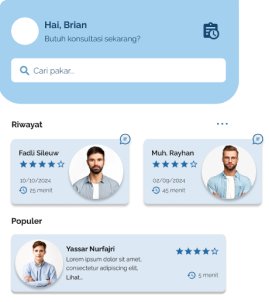 Hai, Brian
Butuh konsultasi sekarang?
Cari pakar..
Riwayat
Fadli Sileuw
10/10/2024
25 menit
Muh. Rayhan
02/09/2024
45 menit
Populer
Yassar Nurfajri
Lorem ipsum dolor sit amet,
consectetur adipiscing elit.
Lihat..
5 menit